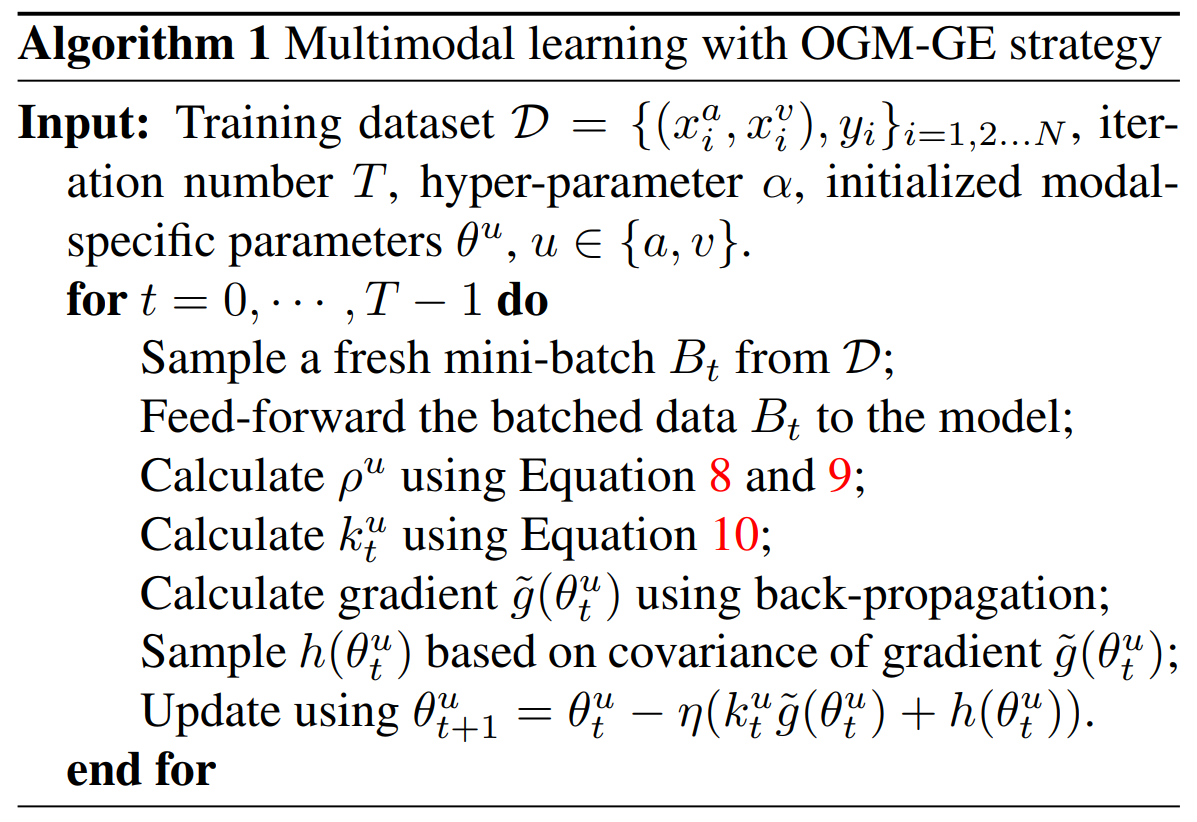 Algorithm 1 Multimodal learning with OGM-GE strategy
Input: Training dataset $\mathcal{D} = \{(x_i^a, x_i^v), y_i\}_{i=1,2...N}$, iter-
ation number $T$, hyper-parameter $\alpha$, initialized modal-
specific parameters $\theta^u$, $u \in \{a, v\}$.
for $t = 0, \cdots, T - 1$ do
Sample a fresh mini-batch $B_t$ from $\mathcal{D}$;
Feed-forward the batched data $B_t$ to the model;
Calculate $\rho^u$ using Equation 8 and 9;
Calculate $k_t^u$ using Equation 10;
Calculate gradient $\tilde{g}(\theta_t^u)$ using back-propagation;
Sample $h(\theta_t^u)$ based on covariance of gradient $\tilde{g}(\theta_t^u)$;
Update using $\theta_{t+1}^u = \theta_t^u - \eta(k_t^u \tilde{g}(\theta_t^u) + h(\theta_t^u))$.
end for